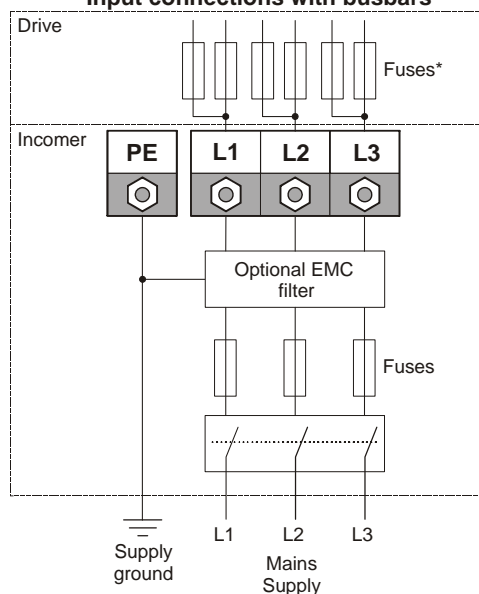 Input connections with busbars
Drive
Fuses*
Incomer
PE L1 L2 L3
Optional EMC
filter
Fuses
L1 L2 L3
Supply
ground
Mains
Supply